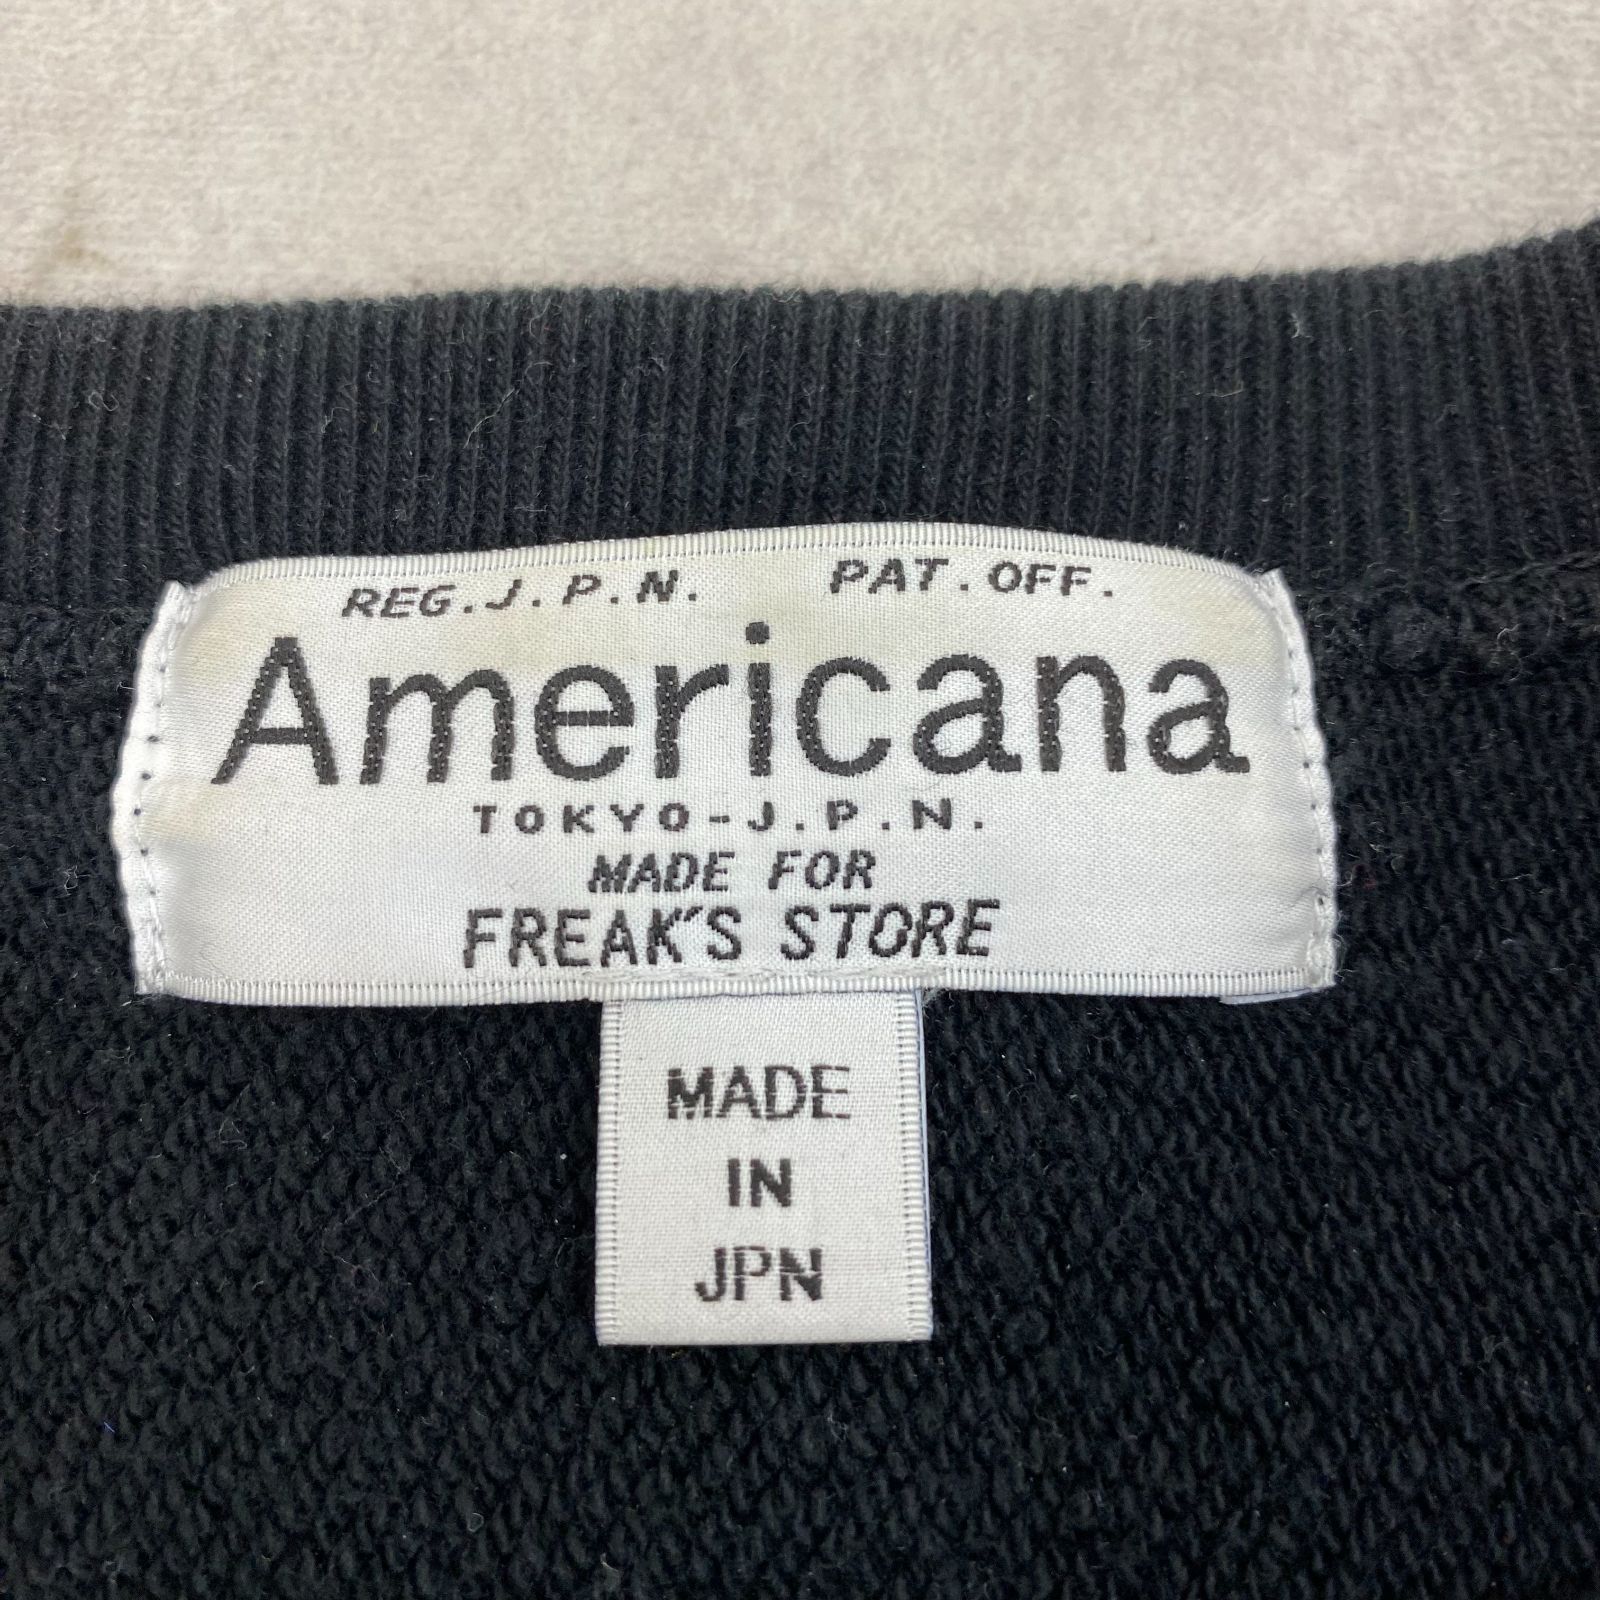 REG.J.P.N. PAT.OFF.
Americana
TOKYO-J.P.N.
MADE FOR
FREAK'S STORE
MADE
IN
JPN